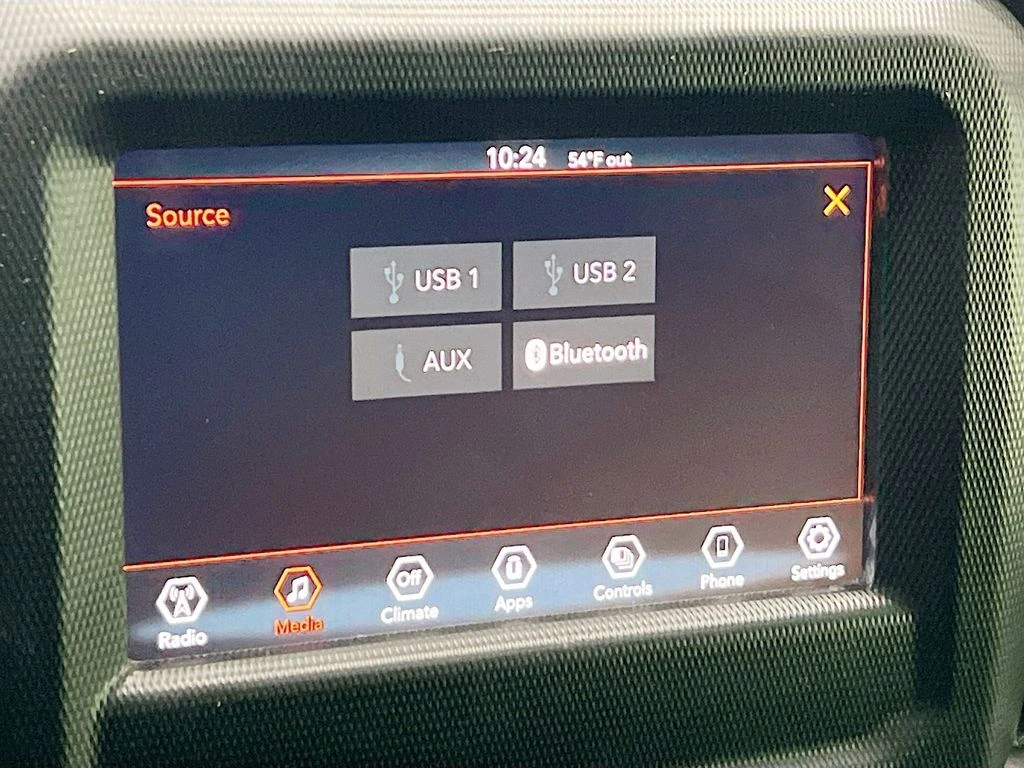 10:24 54°F out
Source
USB 1 USB 2
AUX Bluetooth
Off
Radio Media Climate Apps Controls Phone Settings